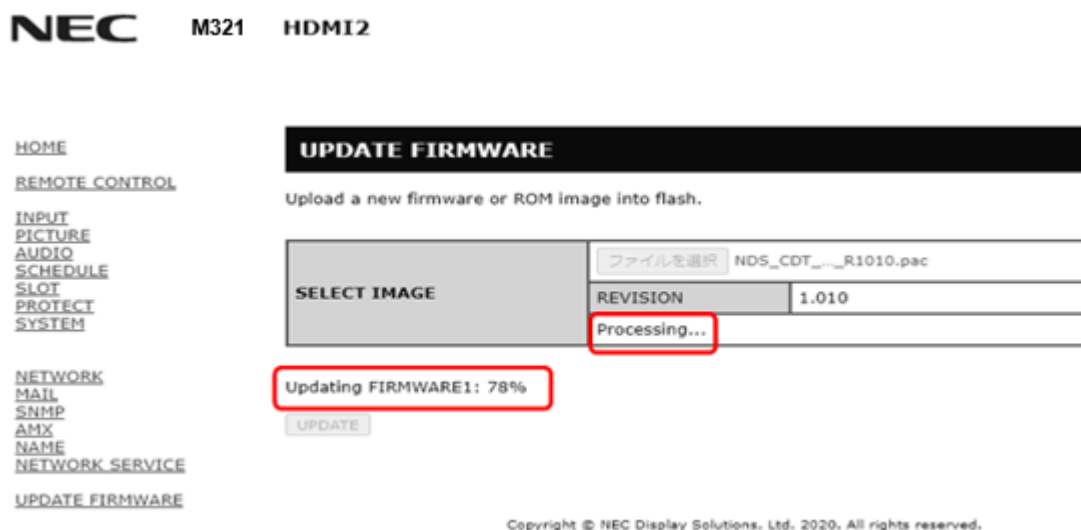 NEC M321 HDMI2
HOME
REMOTE CONTROL
INPUT
PICTURE
AUDIO
SCHEDULE
SLOT
PROTECT
SYSTEM
NETWORK
MAIL
SNMP
AMX
NAME
NETWORK SERVICE
UPDATE FIRMWARE
UPDATE FIRMWARE
Upload a new firmware or ROM image into flash.
SELECT IMAGE
ファイルを選択 NDS_CDT_..._R1010.pac
REVISION 1.010
Processing...
Updating FIRMWARE1: 78%
UPDATE
Copyright © NEC Display Solutions, Ltd. 2020. All rights reserved.